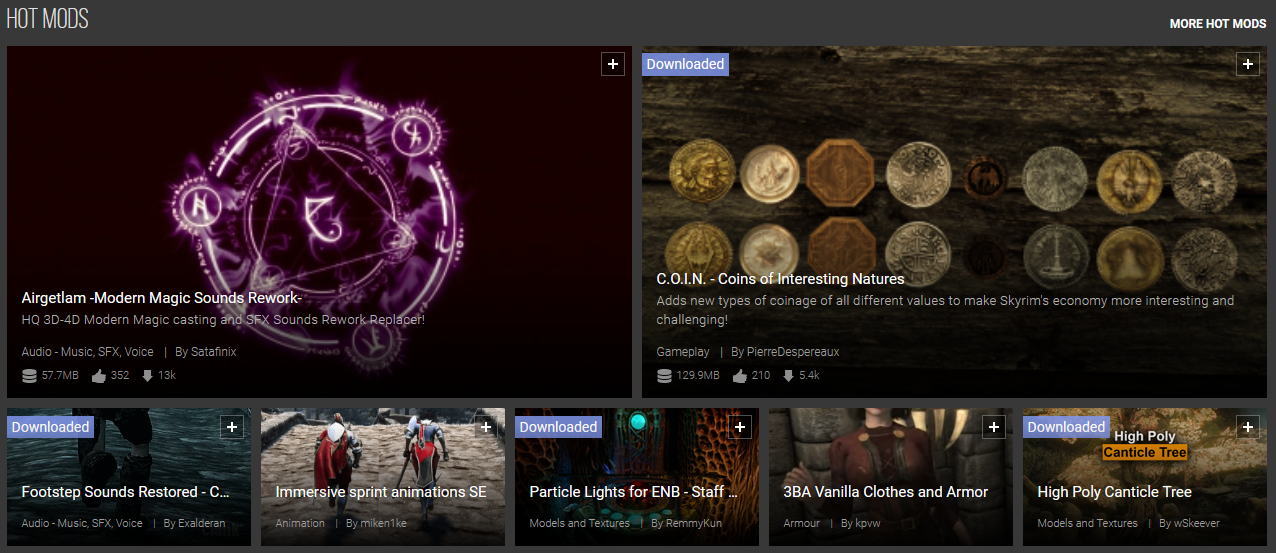 HOT MODS
MORE HOT MODS
Airgetlam -Modern Magic Sounds Rework-
HQ 3D-4D Modern Magic casting and SFX Sounds Rework Replacer!
Audio - Music, SFX, Voice | By Satafinix
57.7MB 352 13k
Downloaded
C.O.I.N. - Coins of Interesting Natures
Adds new types of coinage of all different values to make Skyrim's economy more interesting and
challenging!
Gameplay | By PierreDespereaux
129.9MB 210 5.4k
Downloaded
Footstep Sounds Restored - C...
Audio - Music, SFX, Voice | By Exalderan
Immersive sprint animations SE
Animation | By miken1ke
Downloaded
Particle Lights for ENB - Staff ...
Models and Textures | By RemmyKun
3BA Vanilla Clothes and Armor
Armour | By kpvw
Downloaded
High Poly
Canticle Tree
High Poly Canticle Tree
Models and Textures | By wSkeever